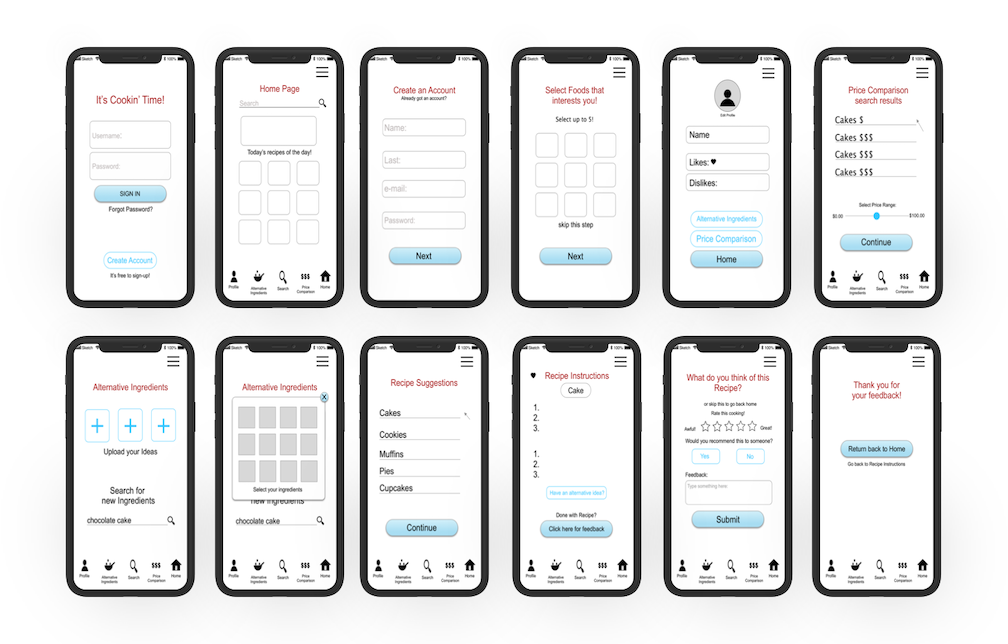 Sketch 100%
It's Cookin' Time!
Username:
Password:
SIGN IN
Forgot Password?
Create Account
It's free to sign-up!
Sketch 100%
Home Page
Search
Today's recipes of the day!
Profile
Alternative
Ingredients
Search
$$$
Price
Comparison
Home
Sketch 100%
Create an Account
Already got an account?
Name:
Last:
e-mail:
Password:
Next
Sketch 100%
Select Foods that
interests you!
Select up to 5!
skip this step
Next
Sketch 100%
Edit Profile
Name
Likes: ♥
Dislikes:
Alternative Ingredients
Price Comparison
Home
Sketch 100%
Price Comparison
search results
Cakes $
Cakes $$$
Cakes $$$
Cakes $$$
Select Price Range:
$0.00 $100.00
Continue
Profile
Alternative
Ingredients
Search
$$$
Price
Comparison
Home
Sketch 100%
Alternative Ingredients
+ + +
Upload your Ideas
Search for
new Ingredients
chocolate cake
Profile
Alternative
Ingredients
Search
$$$
Price
Comparison
Home
Sketch 100%
Alternative Ingredients
X
Select your ingredients
new Ingredients
chocolate cake
Profile
Alternative
Ingredients
Search
$$$
Price
Comparison
Home
Sketch 100%
Recipe Suggestions
Cakes
Cookies
Muffins
Pies
Cupcakes
Continue
Profile
Alternative
Ingredients
Search
$$$
Price
Comparison
Home
Sketch 100%
♥ Recipe Instructions
Cake
1.
2.
3.
1.
2.
3.
Have an alternative idea?
Done with Recipe?
Click here for feedback
Profile
Alternative
Ingredients
Search
$$$
Price
Comparison
Home
Sketch 100%
What do you think of this
Recipe?
or skip this to go back home
Rate this cooking!
Awful! Great!
Would you recommend this to someone?
Yes No
Feedback:
Type something here.
Submit
Profile
Alternative
Ingredients
Search
$$$
Price
Comparison
Home
Sketch 100%
Thank you for
your feedback!
Return back to Home
Go back to Recipe Instructions
Profile
Alternative
Ingredients
Search
$$$
Price
Comparison
Home